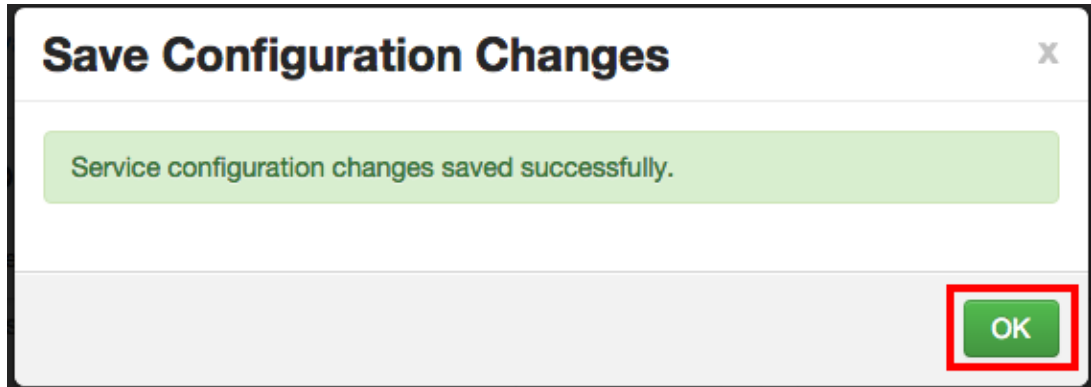 Save Configuration Changes
x
Service configuration changes saved successfully.
OK